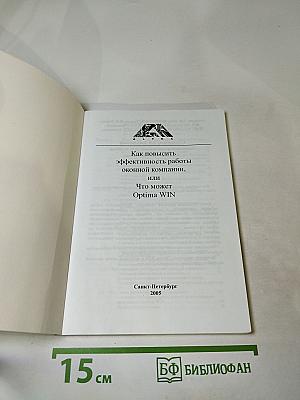 Как повысить
эффективность работы
оконной компании,
или
Что может
Optima WIN
Санкт-Петербург
2005
15 см
БФ БИБЛИОФАН